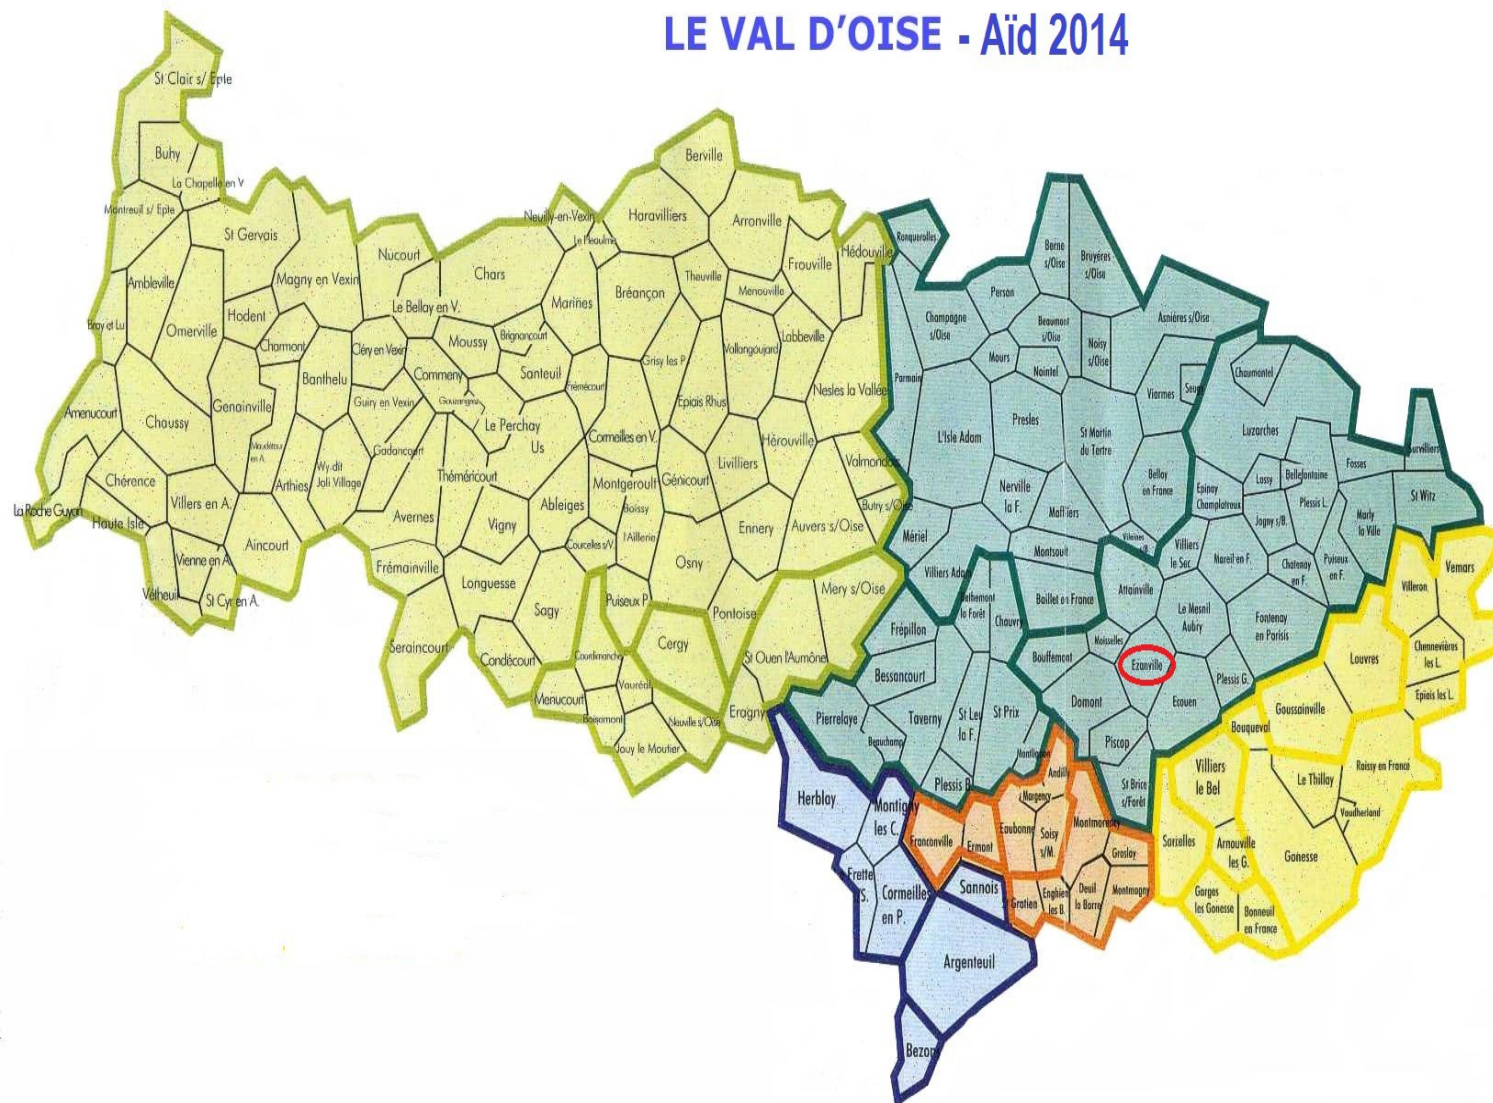 LE VAL D'OISE - Aïd 2014
St Clair s/ Epte
Buhy
La Chapelle en V
Montreuil s/ Epte
St Gervais
Ambleville
Magny en Vexin
Bray et Lu
Omerville
Hodent
Charmont
Nucourt
Chars
Le Bellay en V.
Neuilly-en-Vexin
Le Heaulme
Haravilliers
Berville
Arronville
Theuville
Menouville
Frouville
Hédouville
Marines
Bréançon
Brignancourt
Moussy
Santeuil
Cléry en Vexin
Commeny
Gouzangrez
Le Perchay
Us
Banthelu
Guiry en Vexin
Gadancourt
Genainville
Maudétour
en A.
Chaussy
Amenucourt
Chérence
La Roche Guyon
Haute Isle
Villers en A.
Arthies
Wy dit
Joli Village
Aincourt
Vienne en A.
Vétheuil
St Cyr en A.
Avernes
Théméricourt
Vigny
Frémainville
Longuesse
Seraincourt
Condécourt
Sagy
Ableiges
Courcelles s/V.
Montgeroult
Boissy
l'Aillerie
Cormeilles en V.
Frémécourt
Grisy les P.
Epiais Rhus
Vallangoujard
Labbeville
Nesles la Vallée
Hérouville
Livilliers
Génicourt
Valmondois
Butry s/Oise
Auvers s/Oise
Ennery
Osny
Puiseux P.
Cergy
Pontoise
Mery s/Oise
St Ouen l'Aumône
Eragny
Courdimanche
Vauréal
Menucourt
Boisemont
Jouy le Moutier
Neuville s/Oise
Ronquerolles
Champagne
s/Oise
Persan
Berne
s/Oise
Bruyères
s/Oise
Beaumont
s/Oise
Noisy
s/Oise
Asnières s/Oise
Mours
Nointel
Viarmes
Seugy
Parmain
L'Isle Adam
Presles
St Martin
du Tertre
Nerville
la F.
Maffliers
Belloy
en France
Mériel
Villiers Adam
Montsoult
Baillet en France
Chaumontel
Luzarches
Lassy
Bellefontaine
Fosses
Survilliers
St Witz
Epinay
Champlatreux
Jagny s/B.
Plessis L.
Marly
la Ville
Villiers
le Sec
Mareil en F.
Chatenay
en F.
Puiseux
en F.
Attainville
Le Mesnil
Aubry
Fontenay
en Parisis
Moisselles
Ezanville
Bouffemont
Domont
Ecouen
Plessis G.
Piscop
St Brice
s/Forêt
Bethemont
la Forêt
Chauvry
Frépillon
Bessancourt
Pierrelaye
Beauchamp
Taverny
St Leu
la F.
St Prix
Montlignon
Plessis B.
Herblay
Montigny
les C.
Frette
/S.
Cormeilles
en P.
Sannois
Argenteuil
Bezons
Franconville
Ermont
Eaubonne
Margency
Andilly
Soisy
s/M.
Montmorency
Groslay
St Gratien
Enghien
les B.
Deuil
la Barre
Montmagny
Sarcelles
Villiers
le Bel
Arnouville
les G.
Garges
les Gonesse
Bonneuil
en France
Gonesse
Bouqueval
Goussainville
Le Thillay
Vaudherland
Roissy en France
Louvres
Villeron
Vemars
Chennevières
les L.
Epiais les L.